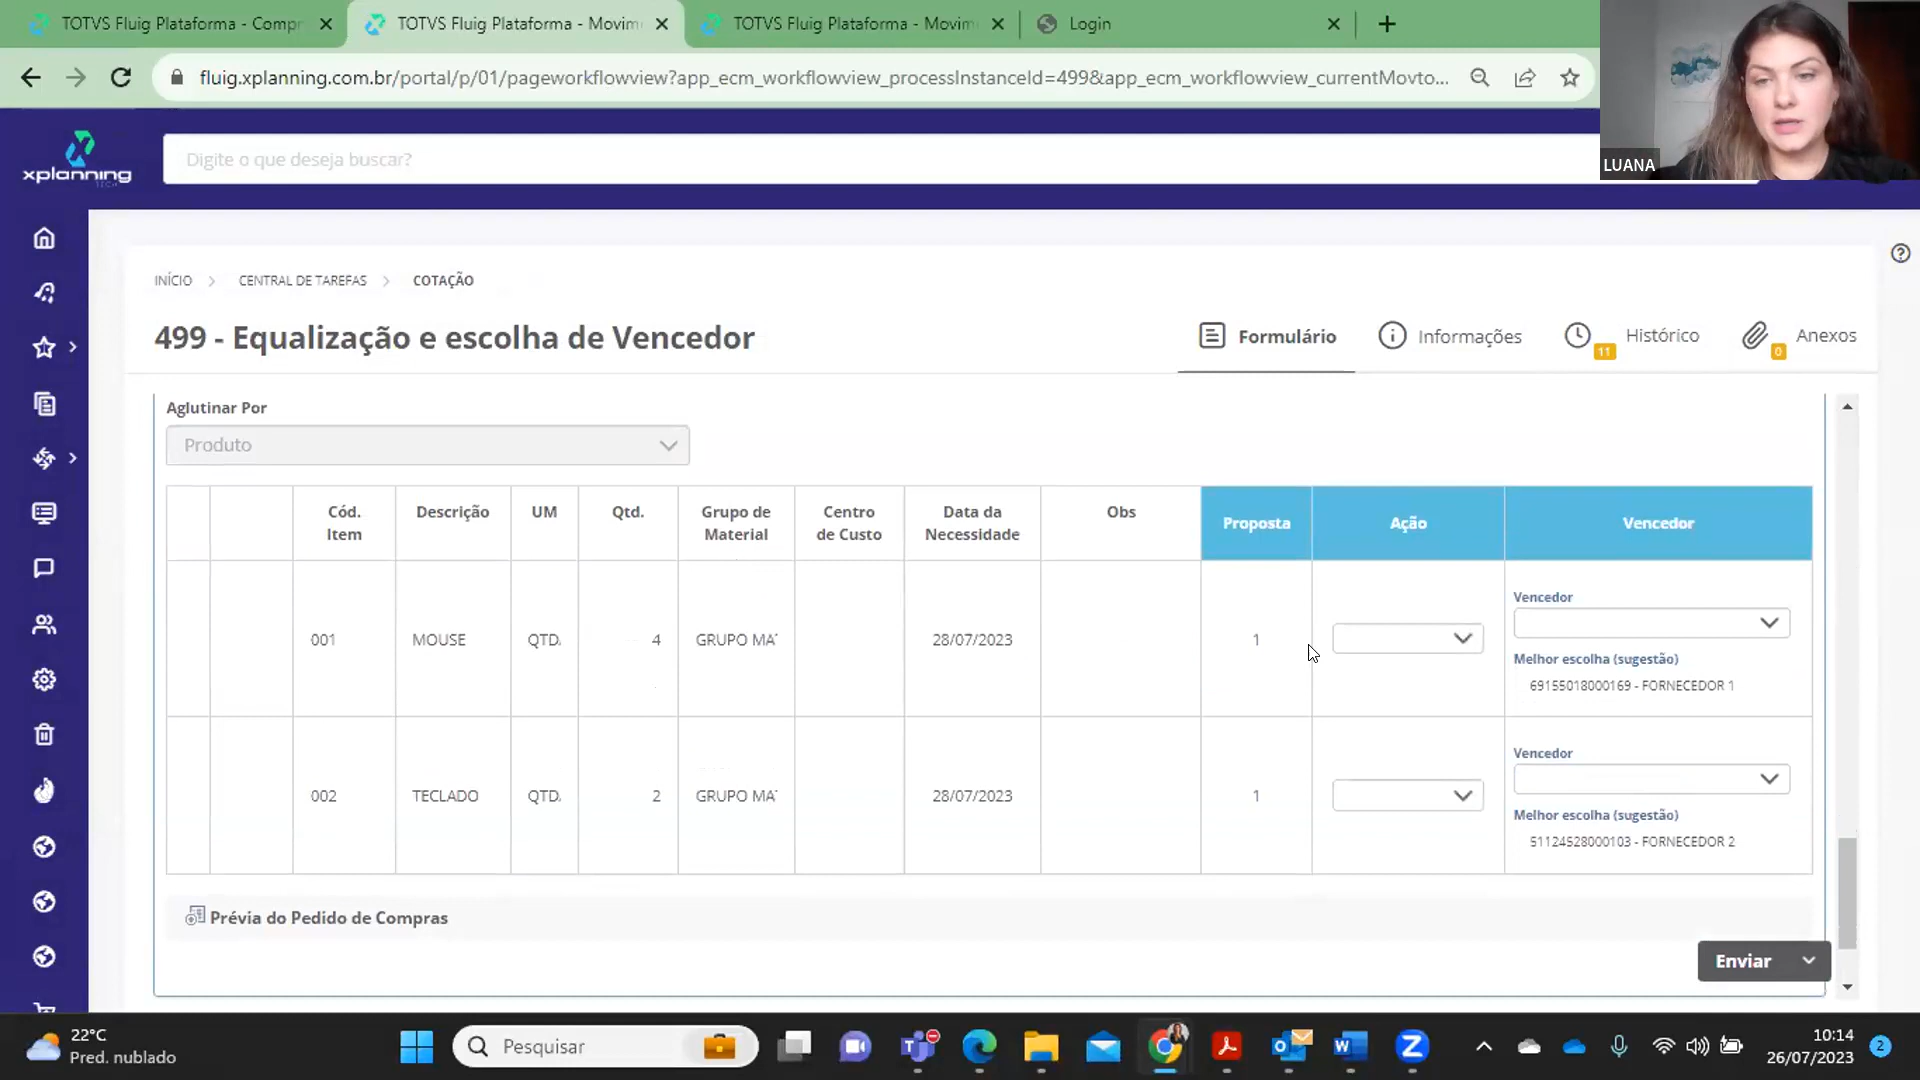 TOTVS Fluig Plataforma - Compr
TOTVS Fluig Plataforma - Movim
TOTVS Fluig Plataforma - Movim
Login
fluig.xplanning.com.br/portal/p/01/pageworkflowview?app_ecm_workflowview_processInstanceId=499&app_ecm_workflowview_currentMovto...
LUANA
xplanning
TECH
Digite o que deseja buscar?
INÍCIO
CENTRAL DE TAREFAS
COTAÇÃO
499 - Equalização e escolha de Vencedor
Formulário
Informações
11
Histórico
0
Anexos
Aglutinar Por
Produto
Cód. Item
Descrição
UM
Qtd.
Grupo de Material
Centro de Custo
Data da Necessidade
Obs
Proposta
Ação
Vencedor
001
MOUSE
QTD.
4
GRUPO MA
28/07/2023
1
Vencedor
Melhor escolha (sugestão)
69155018000169 - FORNECEDOR 1
002
TECLADO
QTD.
2
GRUPO MA
28/07/2023
1
Vencedor
Melhor escolha (sugestão)
51124528000103 - FORNECEDOR 2
Prévia do Pedido de Compras
Enviar
22°C
Pred. nublado
Pesquisar
10:14
26/07/2023
2